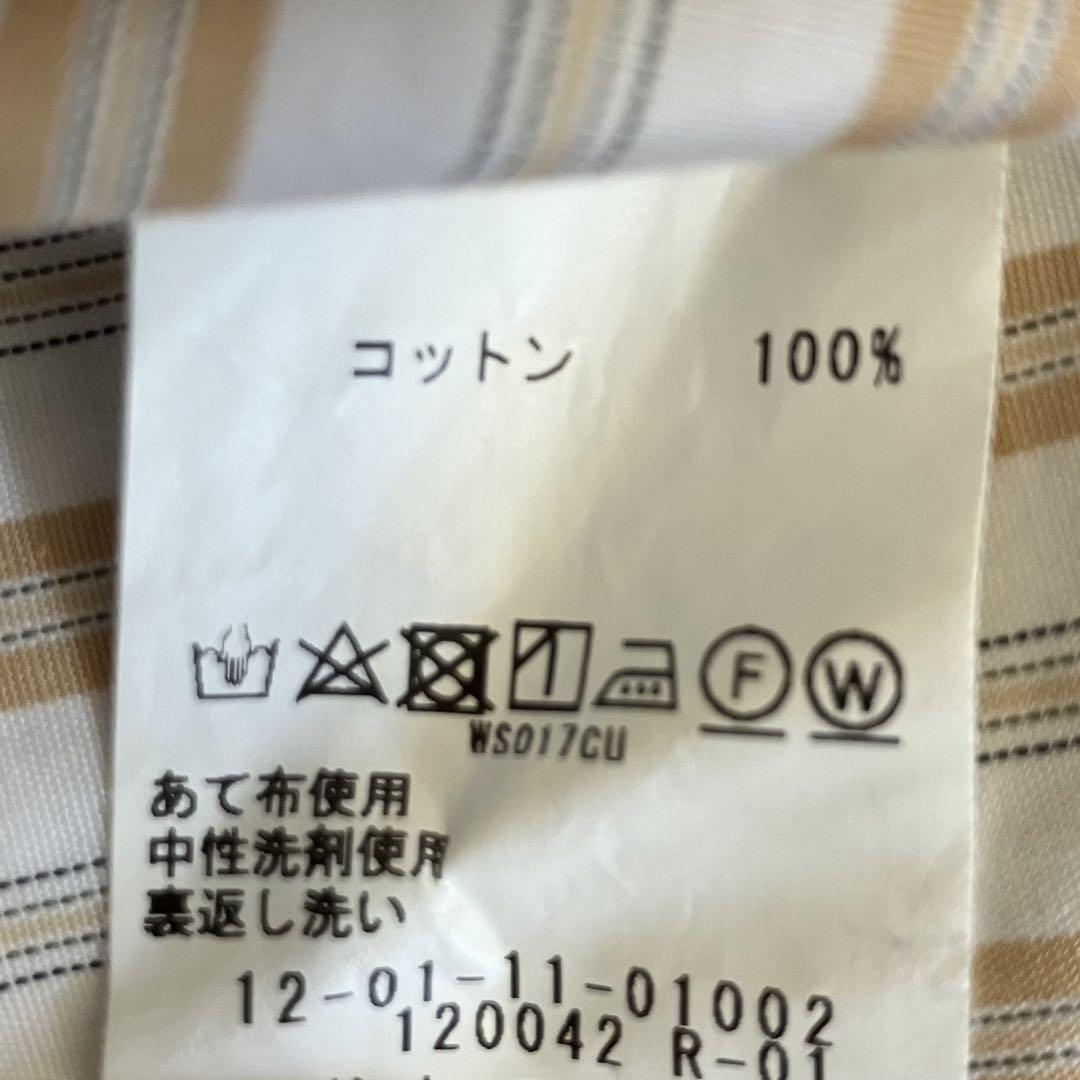 コットン 100%
F W
WS017CU
あて布使用
中性洗剤使用
裏返し洗い
12-01-11-01002
120042 R-01